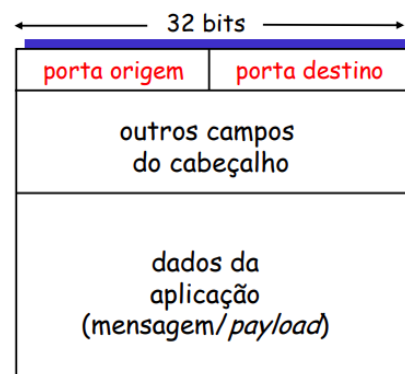 32 bits
porta origem porta destino
outros campos
do cabeçalho
dados da
aplicação
(mensagem/payload)